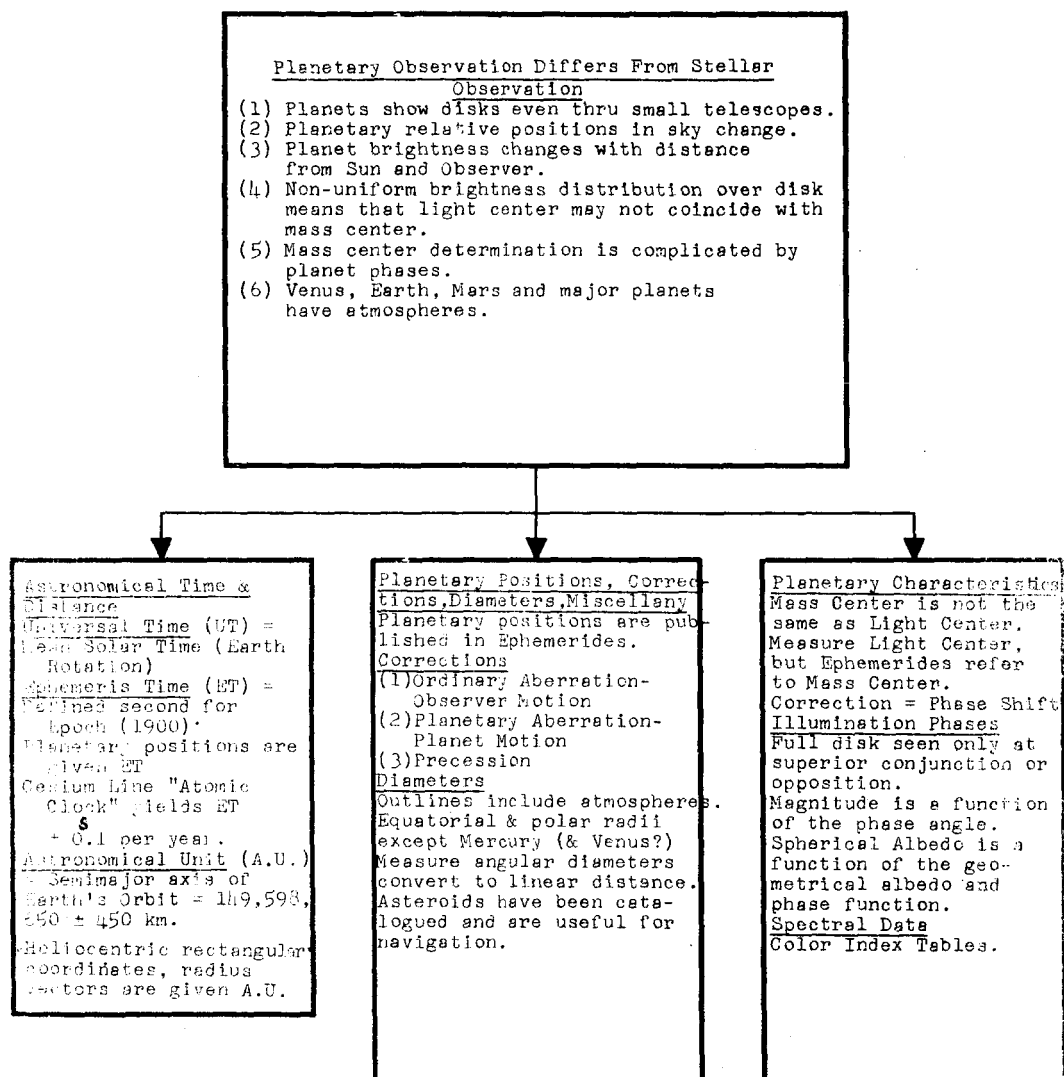 Planetary Observation Differs From Stellar
Observation
(1) Planets show disks even thru small telescopes.
(2) Planetary relative positions in sky change.
(3) Planet brightness changes with distance
from Sun and Observer.
(4) Non-uniform brightness distribution over disk
means that light center may not coincide with
mass center.
(5) Mass center determination is complicated by
planet phases.
(6) Venus, Earth, Mars and major planets
have atmospheres.
Astronomical Time &
Distance
Universal Time (UT) =
Mean Solar Time (Earth
Rotation)
Ephemeris Time (ET) =
Defined second for
Epoch (1900)
Planetary positions are
given ET
Cesium Line "Atomic
Clock" yields ET
s
± 0.1 per year.
Astronomical Unit (A.U.)
= Semimajor axis of
Earth's Orbit = 149,598,
± 450 km.
Heliocentric rectangular
coordinates, radius
vectors are given A.U.
Planetary Positions, Correc-
tions,Diameters,Miscellany
Planetary positions are pub
lished in Ephemerides.
Corrections
(1)Ordinary Aberration-
Observer Motion
(2)Planetary Aberration-
Planet Motion
(3)Precession
Diameters
Outlines include atmospheres.
Equatorial & polar radii
except Mercury (& Venus?)
Measure angular diameters
convert to linear distance.
Asteroids have been cata-
logued and are useful for
navigation.
Planetary Characteristics
Mass Center is not the
same as Light Center.
Measure Light Center,
but Ephemerides refer
to Mass Center.
Correction = Phase Shift
Illumination Phases
Full disk seen only at
superior conjunction or
opposition.
Magnitude is a function
of the phase angle.
Spherical Albedo is a
function of the geo-
metrical albedo and
phase function.
Spectral Data
Color Index Tables.